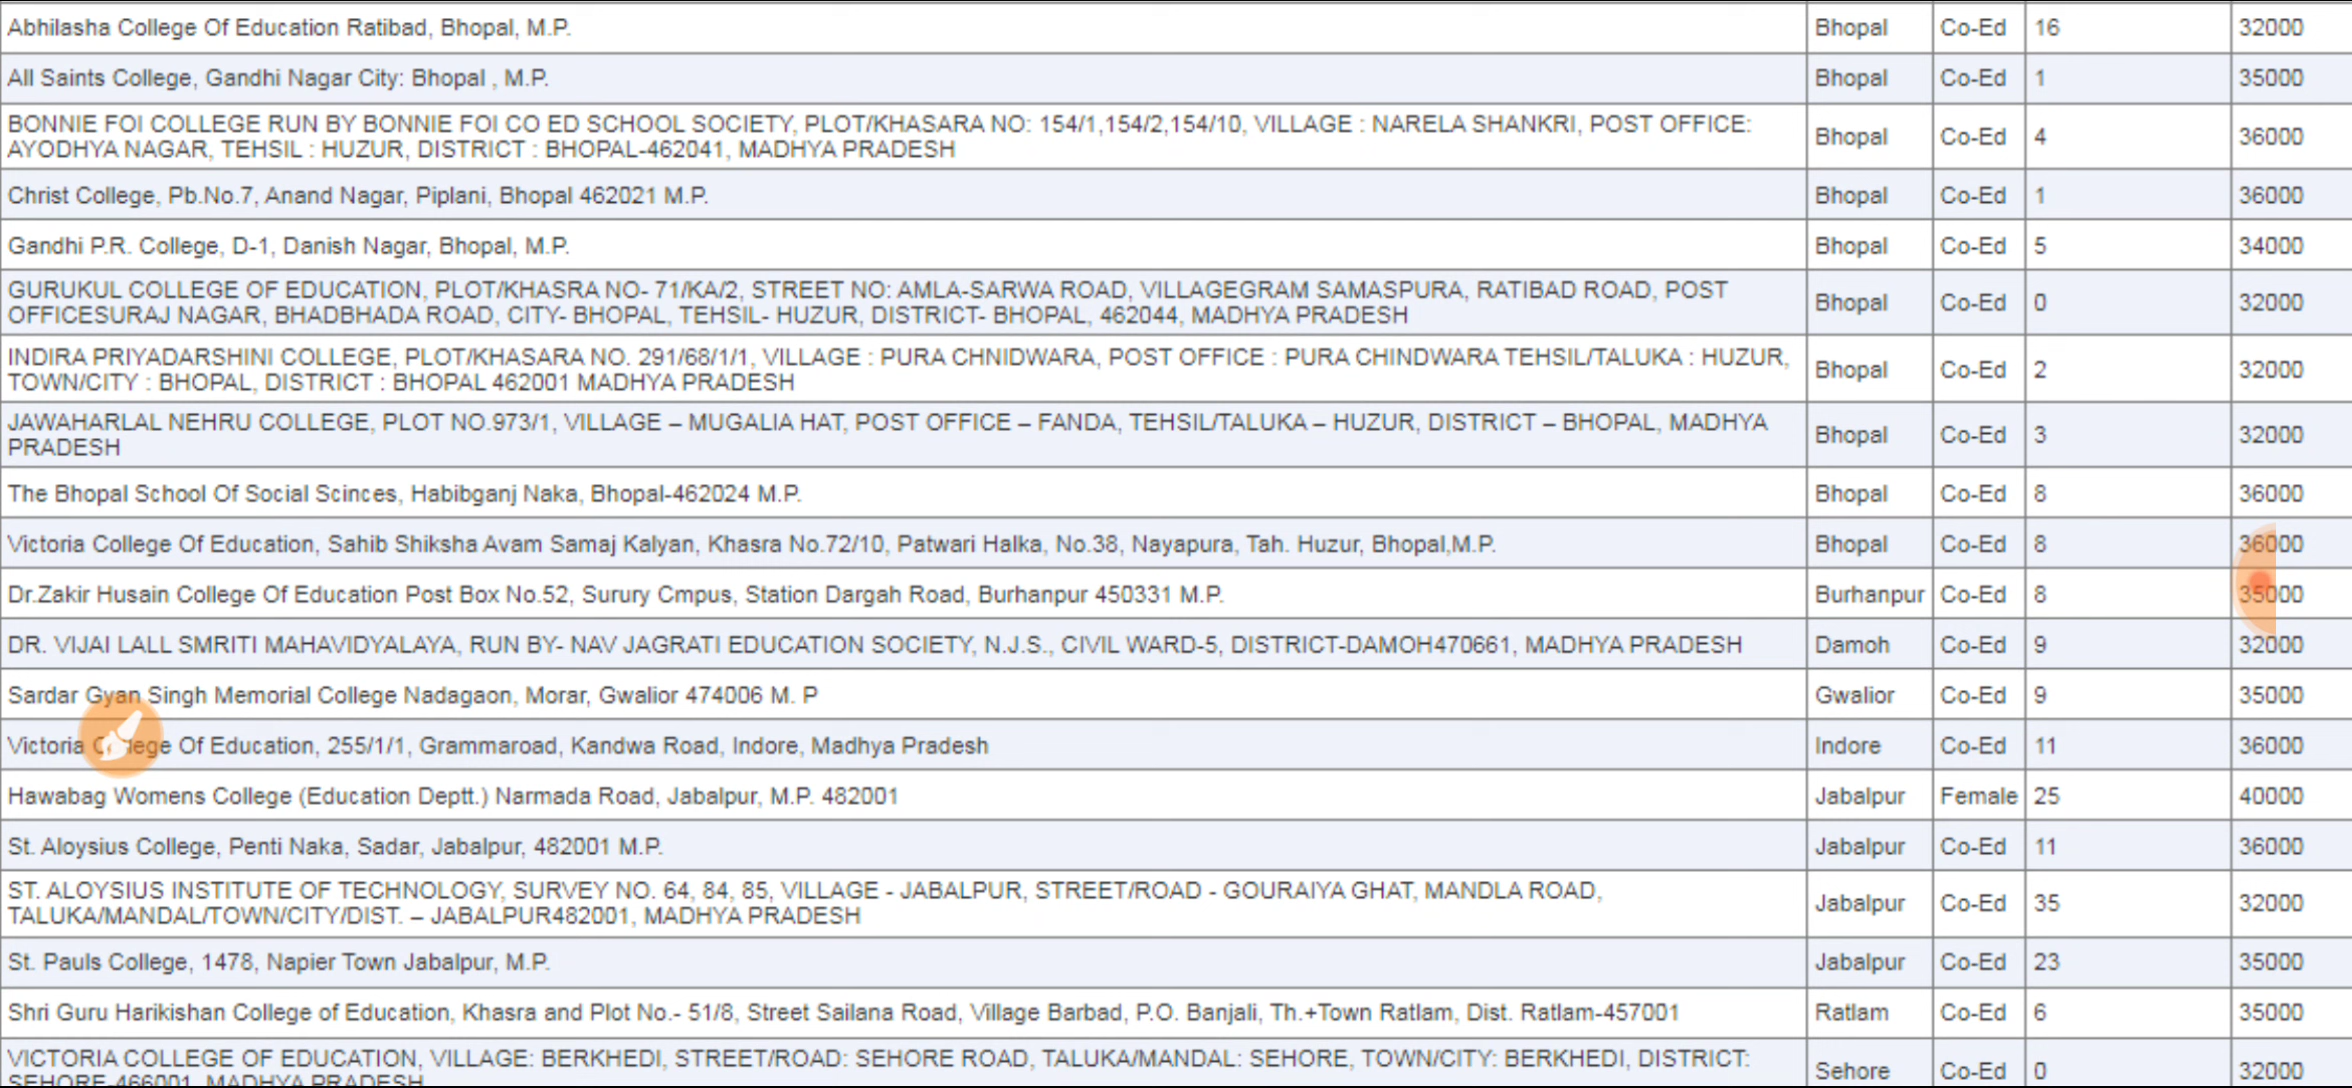 Abhilasha College Of Education Ratibad, Bhopal, M.P. Bhopal Co-Ed 16 32000
All Saints College, Gandhi Nagar City: Bhopal , M.P. Bhopal Co-Ed 1 35000
BONNIE FOI COLLEGE RUN BY BONNIE FOI CO ED SCHOOL SOCIETY, PLOT/KHASARA NO: 154/1,154/2,154/10, VILLAGE : NARELA SHANKRI, POST OFFICE:
AYODHYA NAGAR, TEHSIL : HUZUR, DISTRICT : BHOPAL-462041, MADHYA PRADESH Bhopal Co-Ed 4 36000
Christ College, Pb.No.7, Anand Nagar, Piplani, Bhopal 462021 M.P. Bhopal Co-Ed 1 36000
Gandhi P.R. College, D-1, Danish Nagar, Bhopal, M.P. Bhopal Co-Ed 5 34000
GURUKUL COLLEGE OF EDUCATION, PLOT/KHASRA NO- 71/KA/2, STREET NO: AMLA-SARWA ROAD, VILLAGEGRAM SAMASPURA, RATIBAD ROAD, POST
OFFICESURAJ NAGAR, BHADBHADA ROAD, CITY- BHOPAL, TEHSIL- HUZUR, DISTRICT- BHOPAL, 462044, MADHYA PRADESH Bhopal Co-Ed 0 32000
INDIRA PRIYADARSHINI COLLEGE, PLOT/KHASARA NO. 291/68/1/1, VILLAGE : PURA CHNIDWARA, POST OFFICE : PURA CHINDWARA TEHSIL/TALUKA : HUZUR,
TOWN/CITY : BHOPAL, DISTRICT : BHOPAL 462001 MADHYA PRADESH Bhopal Co-Ed 2 32000
JAWAHARLAL NEHRU COLLEGE, PLOT NO.973/1, VILLAGE – MUGALIA HAT, POST OFFICE – FANDA, TEHSIL/TALUKA – HUZUR, DISTRICT – BHOPAL, MADHYA
PRADESH Bhopal Co-Ed 3 32000
The Bhopal School Of Social Scinces, Habibganj Naka, Bhopal-462024 M.P. Bhopal Co-Ed 8 36000
Victoria College Of Education, Sahib Shiksha Avam Samaj Kalyan, Khasra No.72/10, Patwari Halka, No.38, Nayapura, Tah. Huzur, Bhopal,M.P. Bhopal Co-Ed 8 36000
Dr.Zakir Husain College Of Education Post Box No.52, Surury Cmpus, Station Dargah Road, Burhanpur 450331 M.P. Burhanpur Co-Ed 8 35000
DR. VIJAI LALL SMRITI MAHAVIDYALAYA, RUN BY- NAV JAGRATI EDUCATION SOCIETY, N.J.S., CIVIL WARD-5, DISTRICT-DAMOH470661, MADHYA PRADESH Damoh Co-Ed 9 32000
Sardar Gyan Singh Memorial College Nadagaon, Morar, Gwalior 474006 M. P Gwalior Co-Ed 9 35000
Victoria College Of Education, 255/1/1, Grammaroad, Kandwa Road, Indore, Madhya Pradesh Indore Co-Ed 11 36000
Hawabag Womens College (Education Deptt.) Narmada Road, Jabalpur, M.P. 482001 Jabalpur Female 25 40000
St. Aloysius College, Penti Naka, Sadar, Jabalpur, 482001 M.P. Jabalpur Co-Ed 11 36000
ST. ALOYSIUS INSTITUTE OF TECHNOLOGY, SURVEY NO. 64, 84, 85, VILLAGE - JABALPUR, STREET/ROAD - GOURAIYA GHAT, MANDLA ROAD,
TALUKA/MANDAL/TOWN/CITY/DIST. – JABALPUR482001, MADHYA PRADESH Jabalpur Co-Ed 35 32000
St. Pauls College, 1478, Napier Town Jabalpur, M.P. Jabalpur Co-Ed 23 35000
Shri Guru Harikishan College of Education, Khasra and Plot No.- 51/8, Street Sailana Road, Village Barbad, P.O. Banjali, Th.+Town Ratlam, Dist. Ratlam-457001 Ratlam Co-Ed 6 35000
VICTORIA COLLEGE OF EDUCATION, VILLAGE: BERKHEDI, STREET/ROAD: SEHORE ROAD, TALUKA/MANDAL: SEHORE, TOWN/CITY: BERKHEDI, DISTRICT:
SEHORE-466001, MADHYA PRADESH Sehore Co-Ed 0 32000